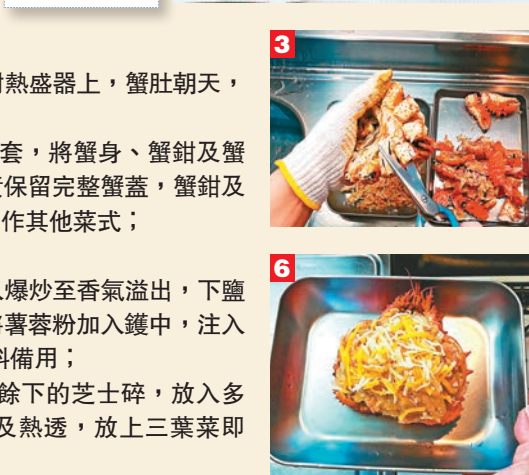 熱盛器上，蟹肚朝天，
套，將蟹身、蟹鉗及蟹
保留完整蟹蓋，蟹鉗及
作其他菜式；
爆炒至香氣溢出，下鹽
將薯蓉粉加入鑊中，注入
料備用；
餘下的芝士碎，放入多
及熱透，放上三葉菜即
3
6